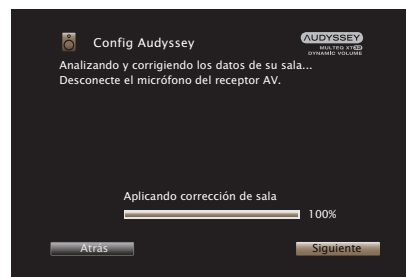 Config Audyssey
AUDYSSEY
MULTEQ XT32
DYNAMIC VOLUME
Analizando y corrigiendo los datos de su sala...
Desconecte el micrófono del receptor AV.
Aplicando corrección de sala
100%
Atrás
Siguiente